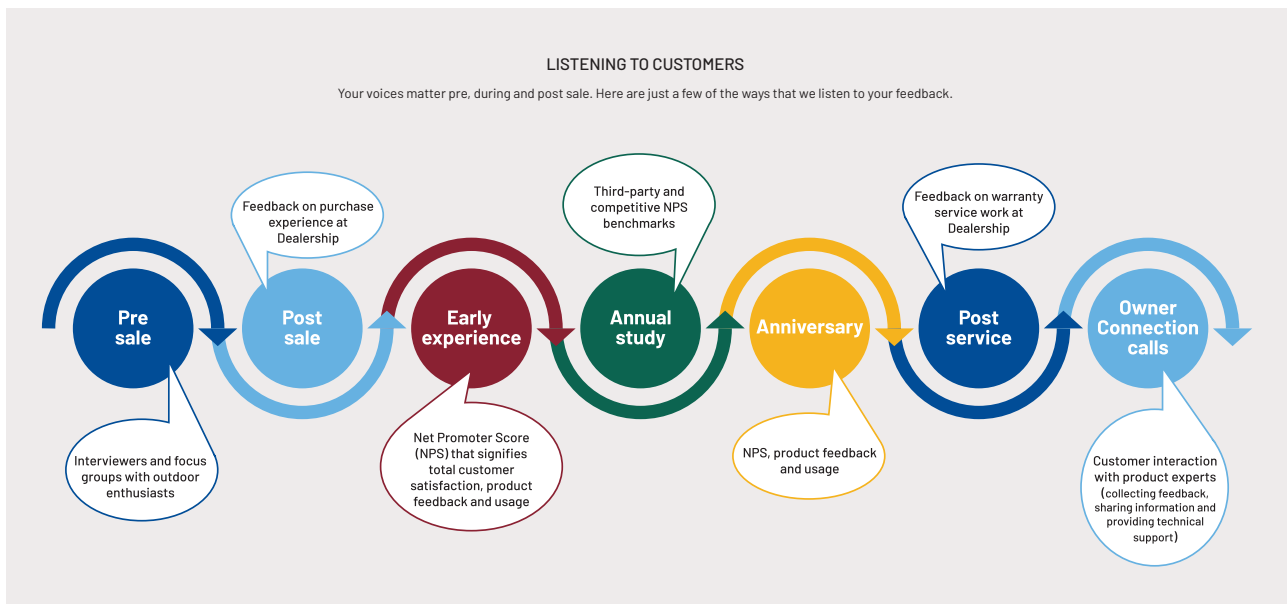 LISTENING TO CUSTOMERS
Your voices matter pre, during and post sale. Here are just a few of the ways that we listen to your feedback.
Pre
sale
Interviewers and focus
groups with outdoor
enthusiasts
Feedback on purchase
experience at
Dealership
Post
sale
Early
experience
Net Promoter Score
(NPS) that signifies
total customer
satisfaction, product
feedback and usage
Third-party and
competitive NPS
benchmarks
Annual
study
Anniversary
NPS, product feedback
and usage
Feedback on warranty
service work at
Dealership
Post
service
Owner
Connection
calls
Customer interaction
with product experts
(collecting feedback,
sharing information and
providing technical
support)